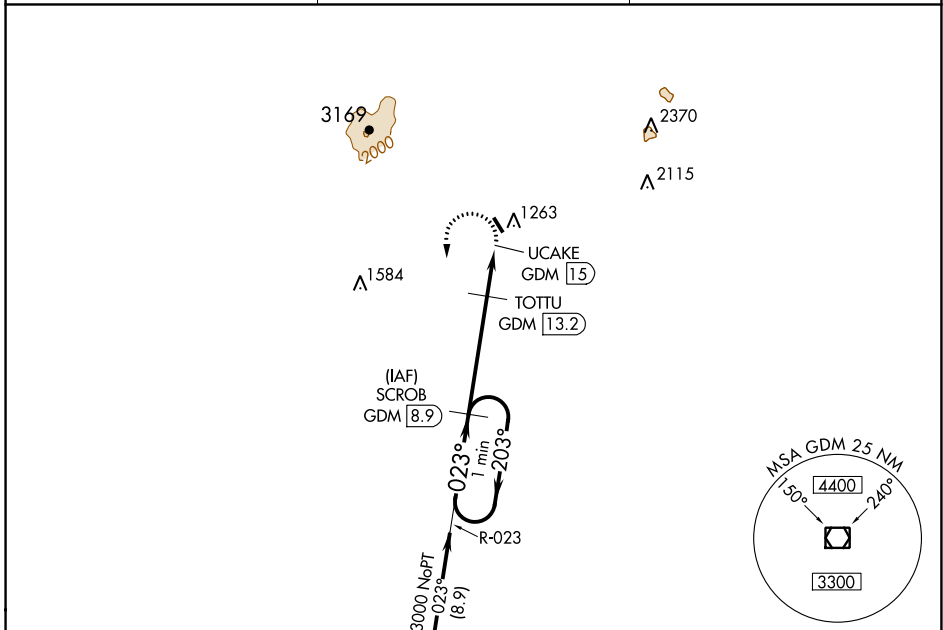 3169
2000
2370
2115
1263
UCAKE
GDM 15
1584
TOTTU
GDM 13.2
(IAF)
SCROB
GDM 8.9
023°
1 min
203°
R-023
3000 NoPT
023°
(8.9)
MSA GDM 25 NM
150°
4400
240°
3300